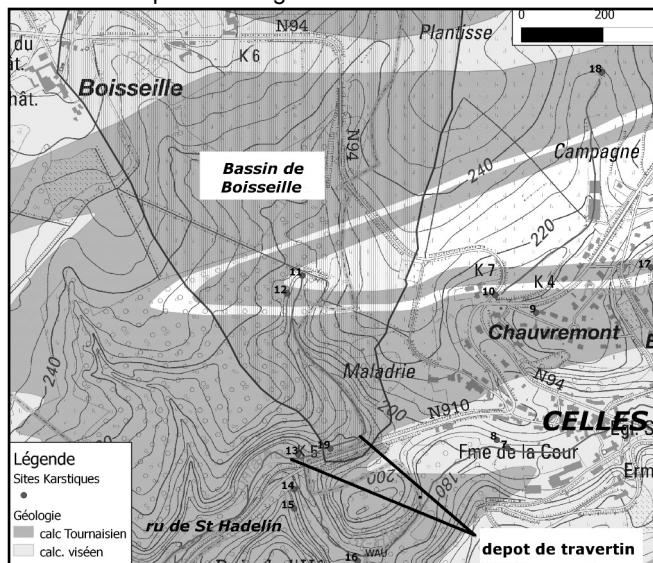 0 200
N94
Plantisse
du
ât.
K 6
Boisseille
hât.
18
N94
Campagne
Bassin de
Boisseille
240
220
11
K 7
17
12
10
K 4
9
Chauvremont
240
Maladrie
200
N94
N910
CELLES
Légende
Sites Karstiques
Géologie
calc Tournaisien
calc. viséen
13
K 5
19
8
7
Fme de la Cour
Erm
200
180
14
15
ru de St Hadelin
16
WAU
depot de travertin